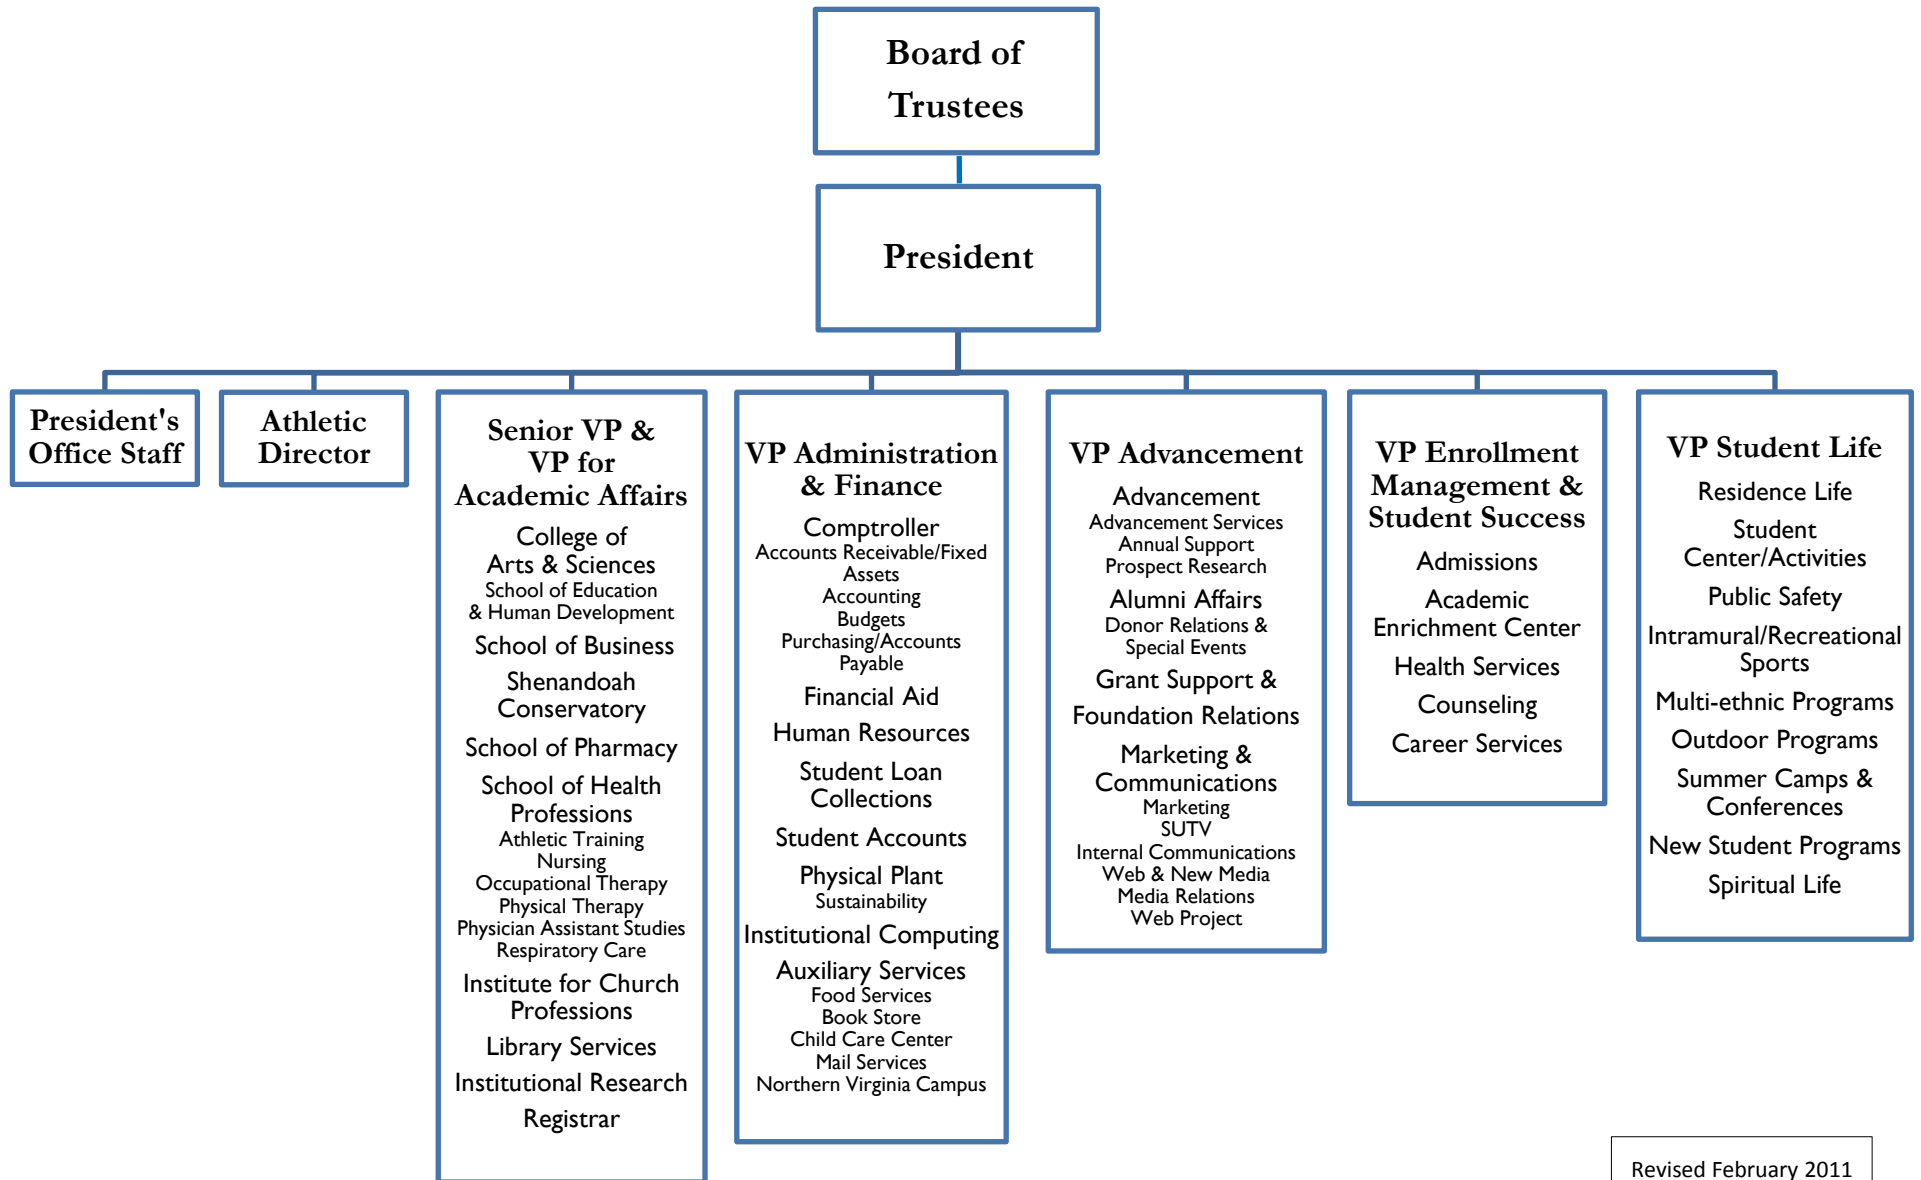 Board of
Trustees
President
President's
Office Staff
Athletic
Director
Senior VP &
VP for
Academic Affairs
College of
Arts & Sciences
School of Education
& Human Development
School of Business
Shenandoah
Conservatory
School of Pharmacy
School of Health
Professions
Athletic Training
Nursing
Occupational Therapy
Physical Therapy
Physician Assistant Studies
Respiratory Care
Institute for Church
Professions
Library Services
Institutional Research
Registrar
VP Administration
& Finance
Comptroller
Accounts Receivable/Fixed
Assets
Accounting
Budgets
Purchasing/Accounts
Payable
Financial Aid
Human Resources
Student Loan
Collections
Student Accounts
Physical Plant
Sustainability
Institutional Computing
Auxiliary Services
Food Services
Book Store
Child Care Center
Mail Services
Northern Virginia Campus
VP Advancement
Advancement
Advancement Services
Annual Support
Prospect Research
Alumni Affairs
Donor Relations &
Special Events
Grant Support &
Foundation Relations
Marketing &
Communications
Marketing
SUTV
Internal Communications
Web & New Media
Media Relations
Web Project
VP Enrollment
Management &
Student Success
Admissions
Academic
Enrichment Center
Health Services
Counseling
Career Services
VP Student Life
Residence Life
Student
Center/Activities
Public Safety
Intramural/Recreational
Sports
Multi-ethnic Programs
Outdoor Programs
Summer Camps &
Conferences
New Student Programs
Spiritual Life
Revised February 2011